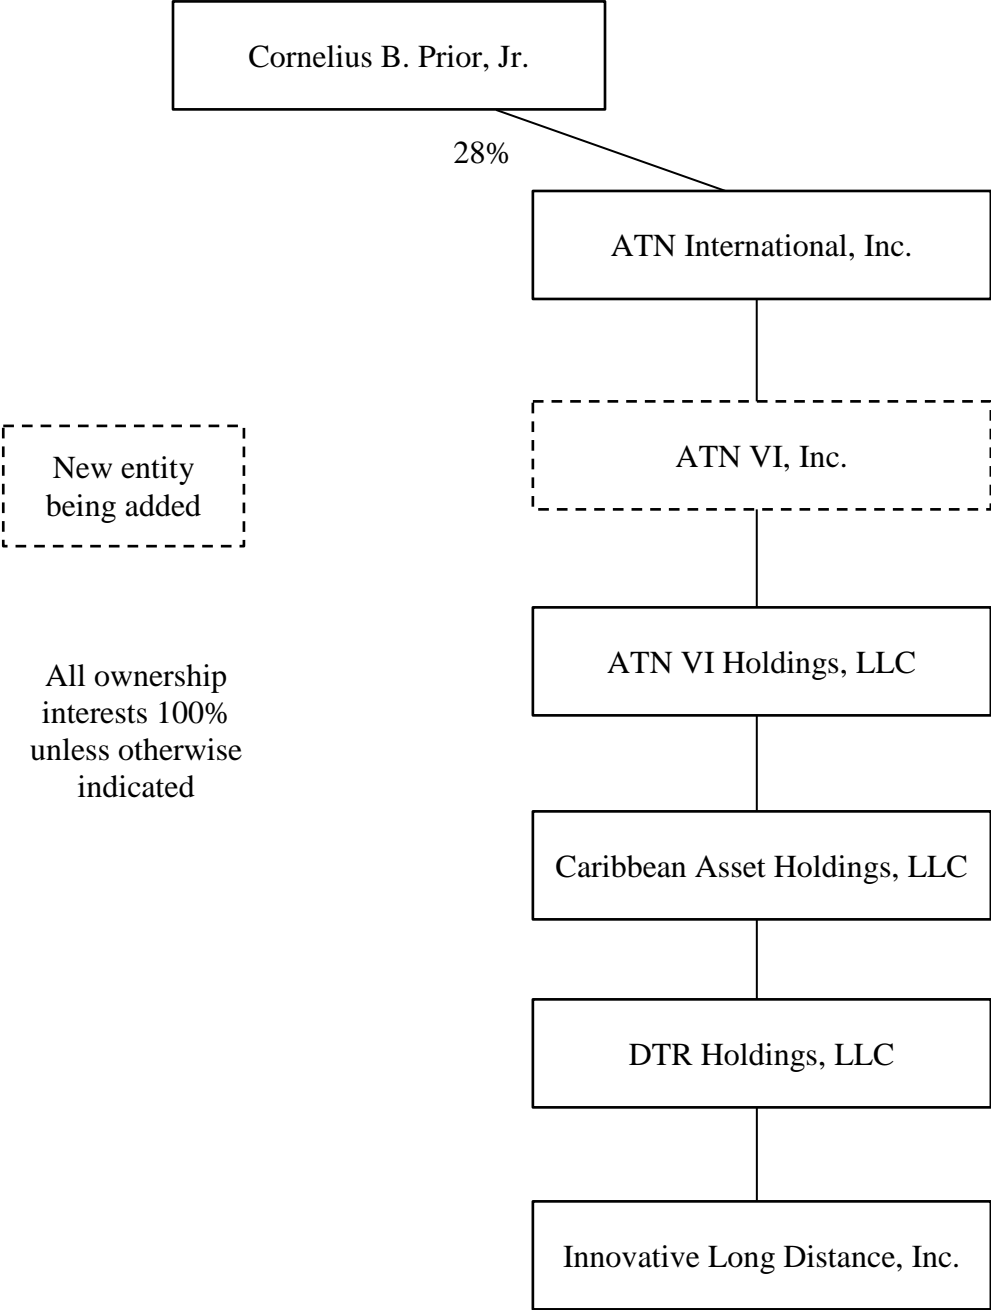 Cornelius B. Prior, Jr.
28%
ATN International, Inc.
ATN VI, Inc.
New entity
being added
ATN VI Holdings, LLC
All ownership
interests 100%
unless otherwise
indicated
Caribbean Asset Holdings, LLC
DTR Holdings, LLC
Innovative Long Distance, Inc.